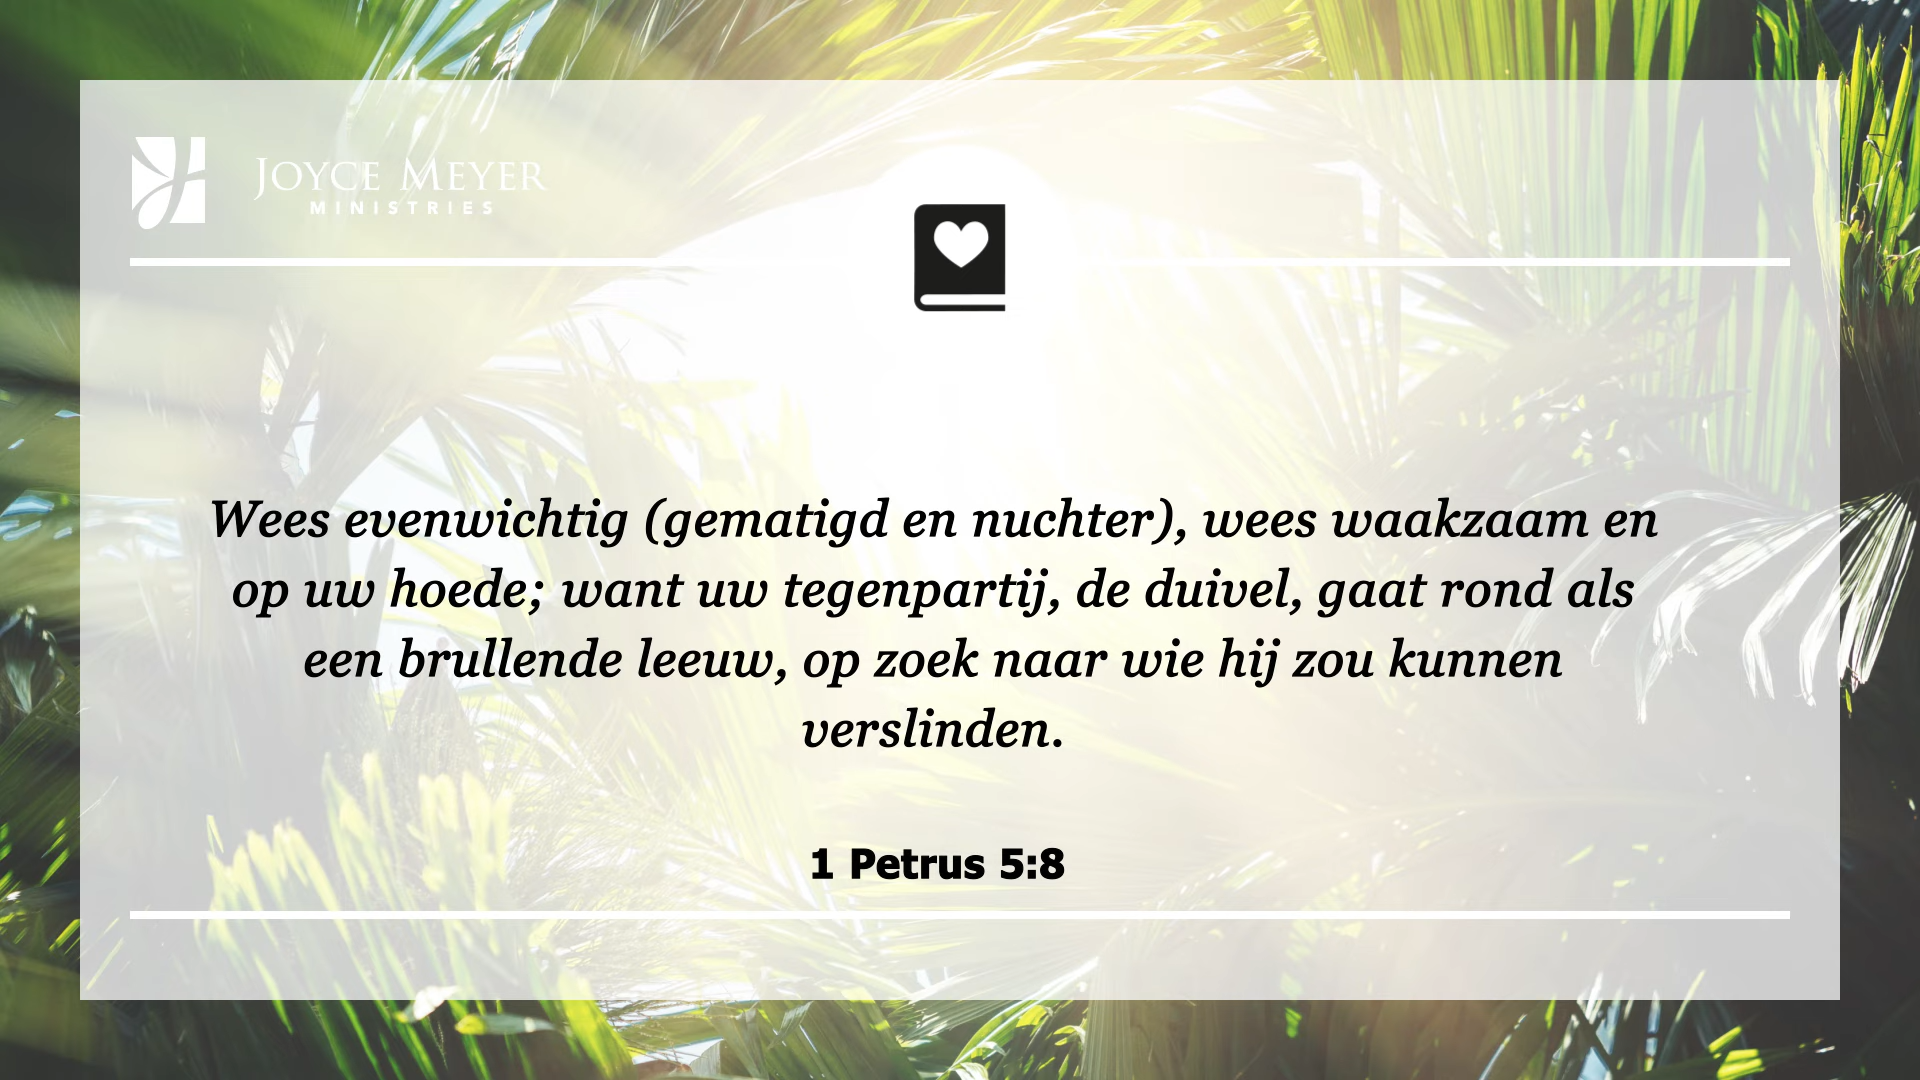 JOYCE MEYER
MINISTRIES
Wees evenwichtig (gematigd en nuchter), wees waakzaam en
op uw hoede; want uw tegenpartij, de duivel, gaat rond als
een brullende leeuw, op zoek naar wie hij zou kunnen
verslinden.
1 Petrus 5:8